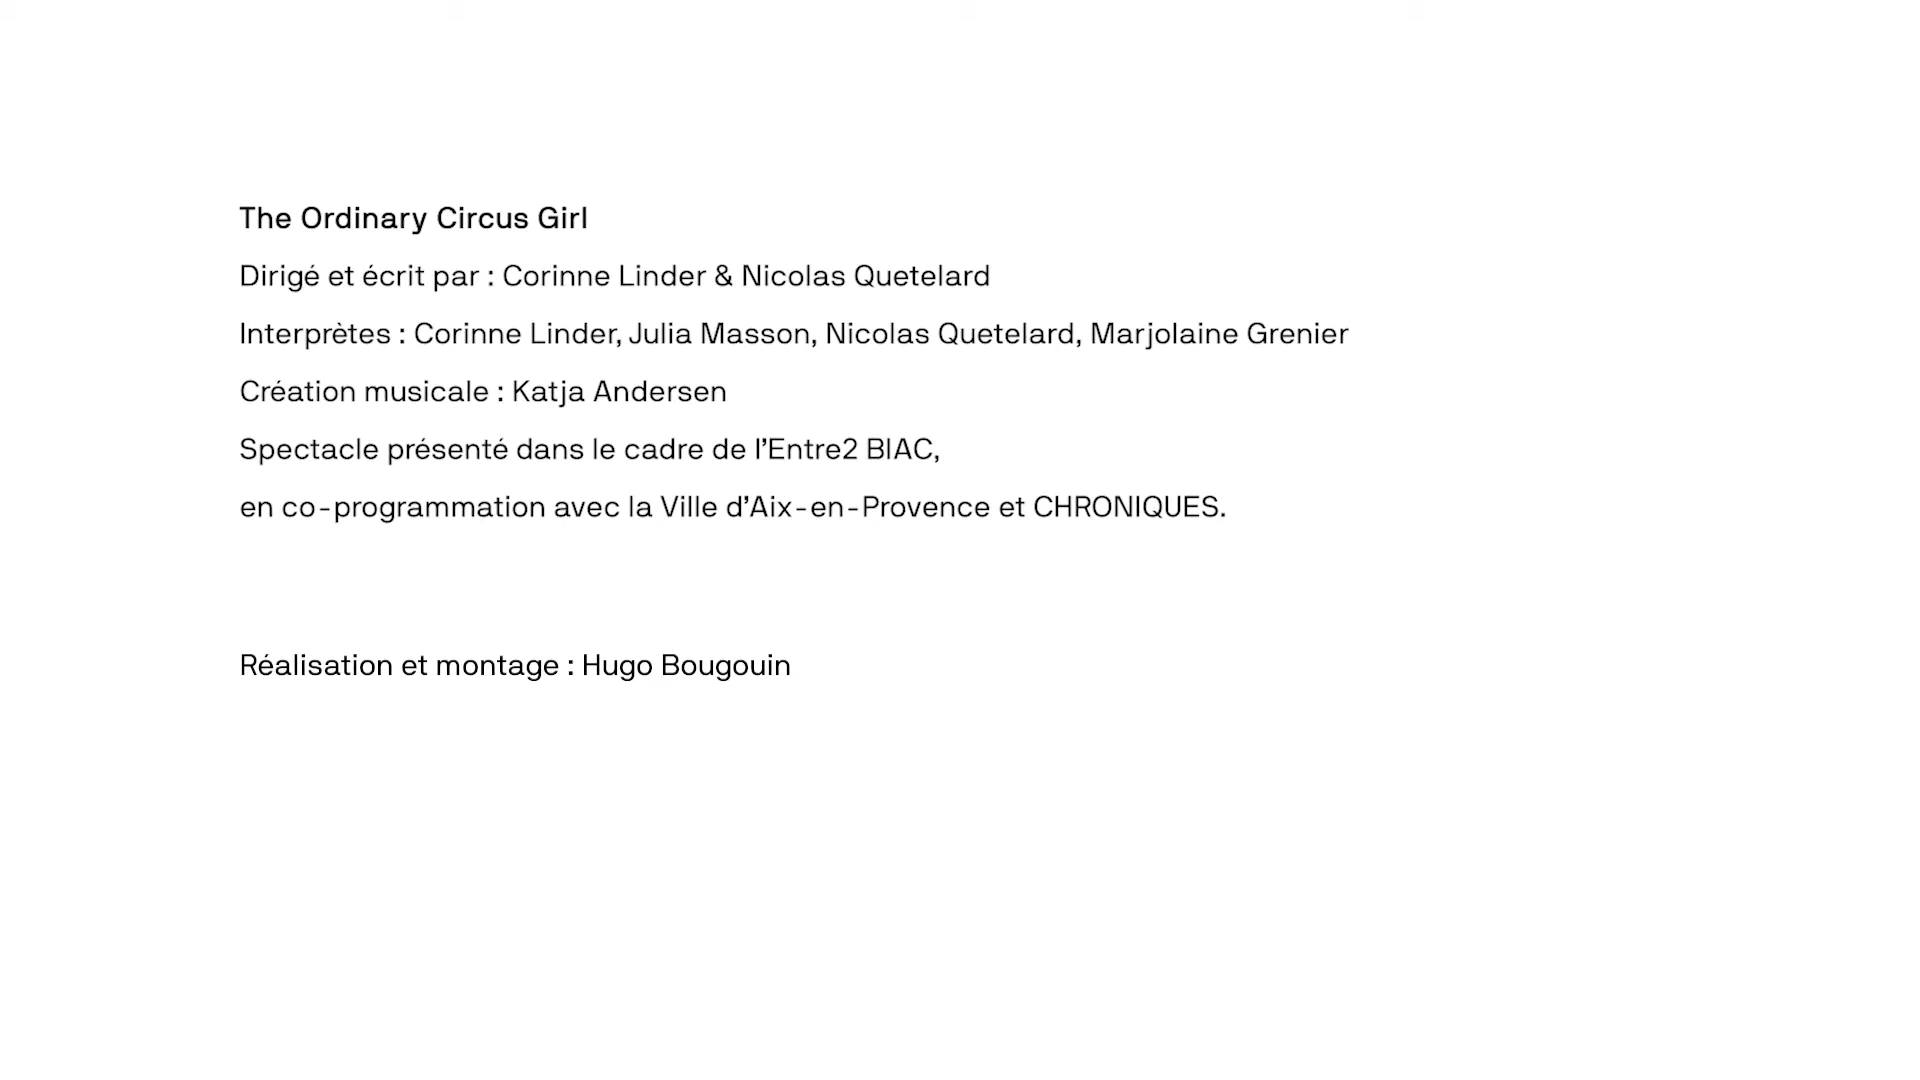 The Ordinary Circus Girl
Dirigé et écrit par : Corinne Linder & Nicolas Quetelard
Interprètes : Corinne Linder, Julia Masson, Nicolas Quetelard, Marjolaine Grenier
Création musicale : Katja Andersen
Spectacle présenté dans le cadre de l’Entre2 BIAC,
en co-programmation avec la Ville d’Aix-en-Provence et CHRONIQUES.
Réalisation et montage : Hugo Bougouin